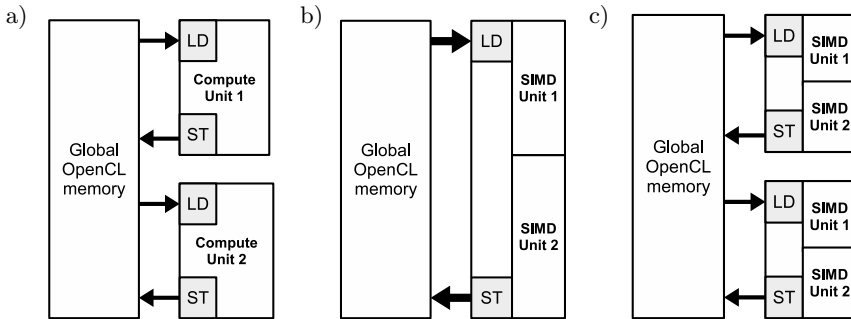 a)
Global
OpenCL
memory
LD
Compute
Unit 1
ST
LD
Compute
Unit 2
ST
b)
Global
OpenCL
memory
LD
SIMD
Unit 1
SIMD
Unit 2
ST
c)
Global
OpenCL
memory
LD
SIMD
Unit 1
SIMD
Unit 2
ST
LD
SIMD
Unit 1
SIMD
Unit 2
ST